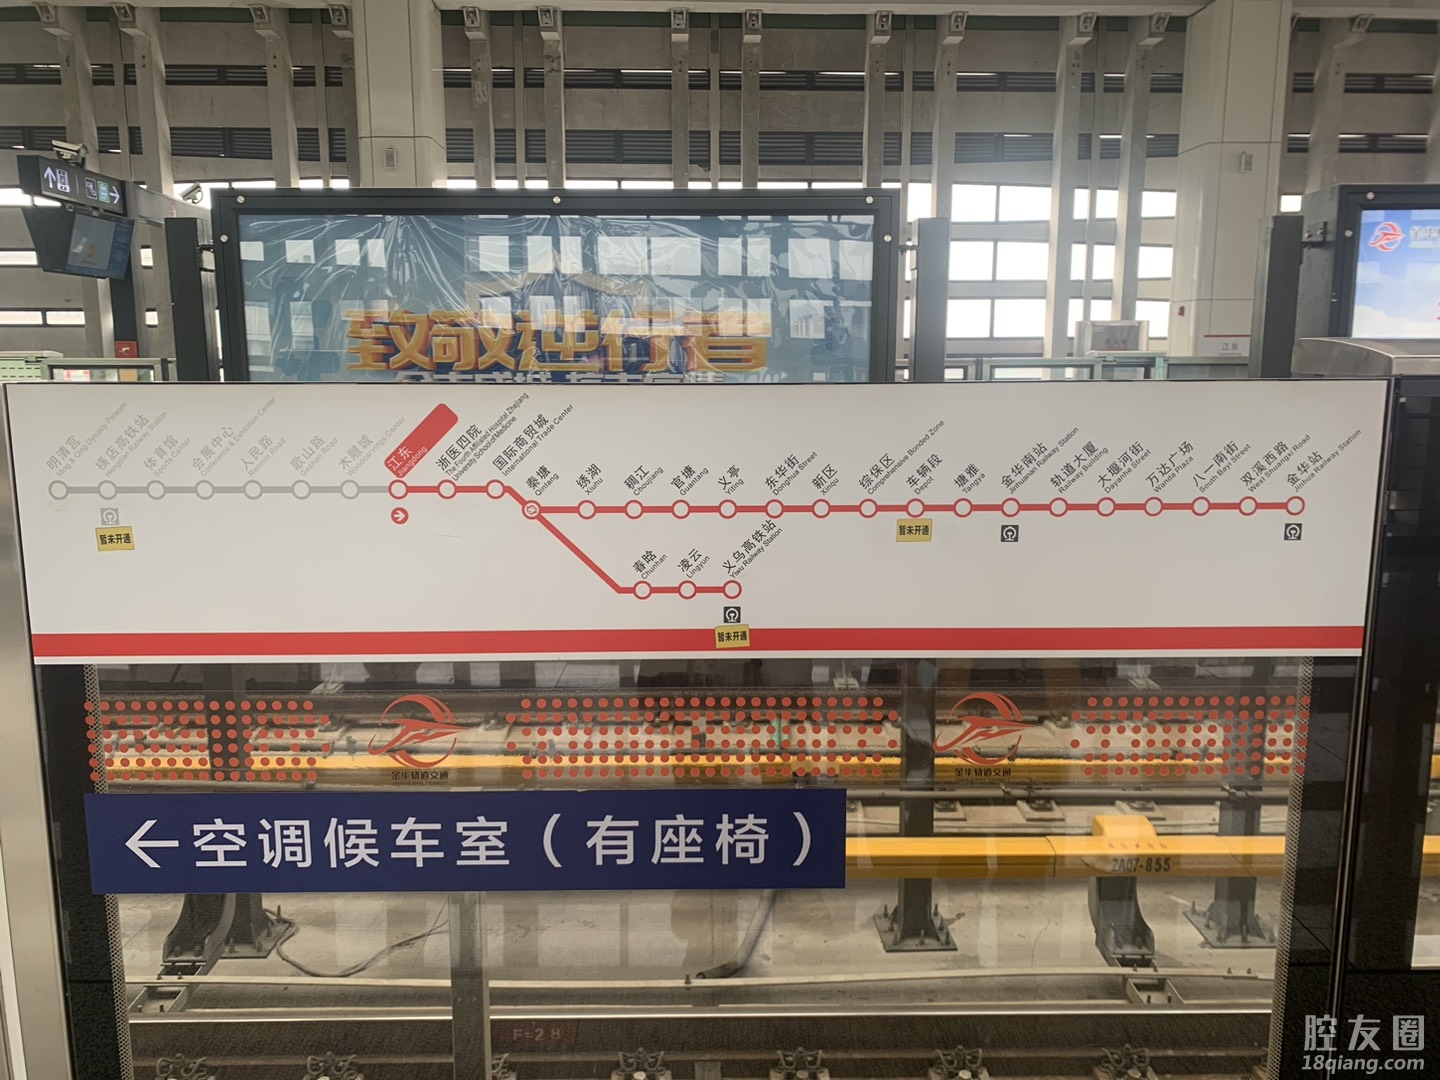 致敬逆行者
江东
明清宫
Ming & Qing Dynasty Palaces
横店高铁站
Hengdian Railway Station
体育馆
Sports Center
会展中心
Conference & Exhibition Center
人民路
Renmin Road
歌山路
Geshan Road
木雕城
Woodcarvings Center
江东
Jiangdong
浙医四院
The Fourth Affiliated Hospital Zhejiang
University School of Medicine
国际商贸城
International Trade Center
秦塘
Qintang
绣湖
Xiuhu
稠江
Choujiang
官塘
Guantang
义亭
Yiting
东华街
Donghua Street
新区
Xinqu
综保区
Comprehensive Bonded Zone
车辆段
Depot
塘雅
Tangya
金华南站
Jinhuanan Railway Station
轨道大厦
Railway Building
大堰河街
Dayanhe Street
万达广场
Wanda Plaza
八一南街
South Bayi Street
双溪西路
West Shuangxi Road
金华站
Jinhua Railway Station
暂未开通
暂未开通
春晗
Chunhan
凌云
Lingyun
义乌高铁站
Yiwu Railway Station
暂未开通
金华轨道交通
金华轨道交通
←空调候车室（有座椅）
2A07-855
F=2.8
腔友圈
18qiang.com